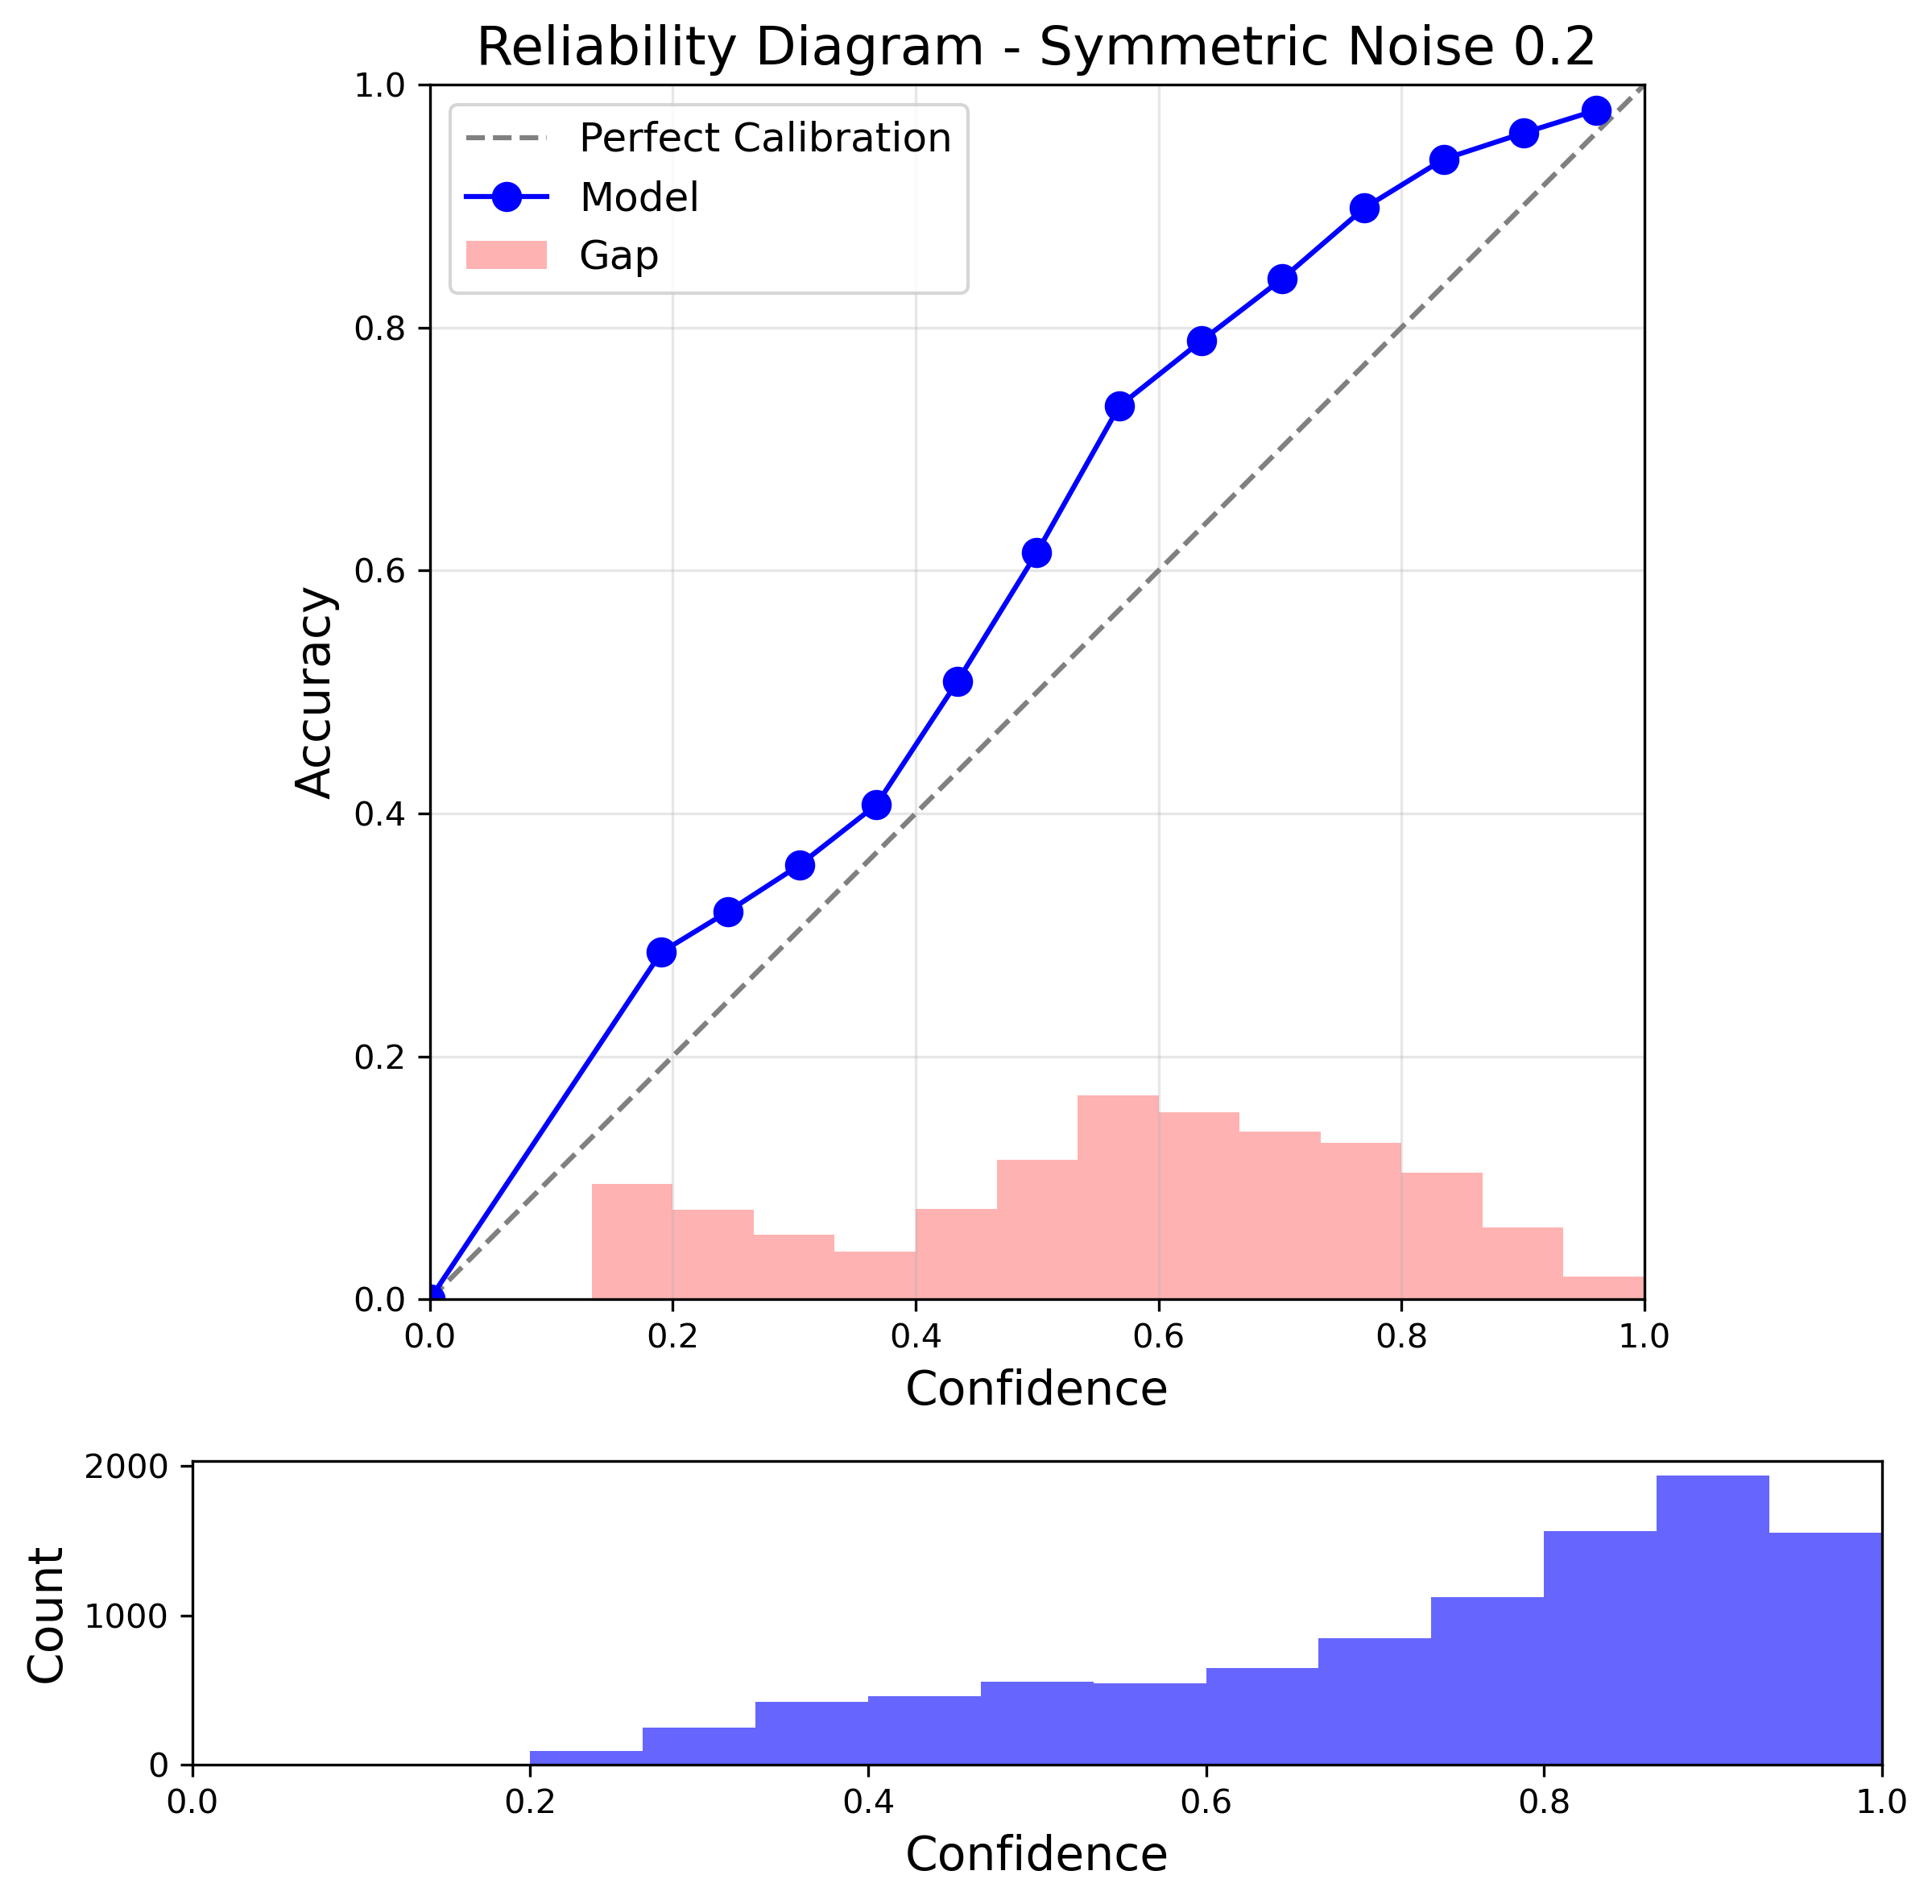 Reliability Diagram - Symmetric Noise 0.2
1.0
0.8
0.6
0.4
0.2
0.0
Accuracy
Perfect Calibration
Model
Gap
0.0 0.2 0.4 0.6 0.8 1.0
Confidence
2000
1000
0
Count
0.0 0.2 0.4 0.6 0.8 1.0
Confidence